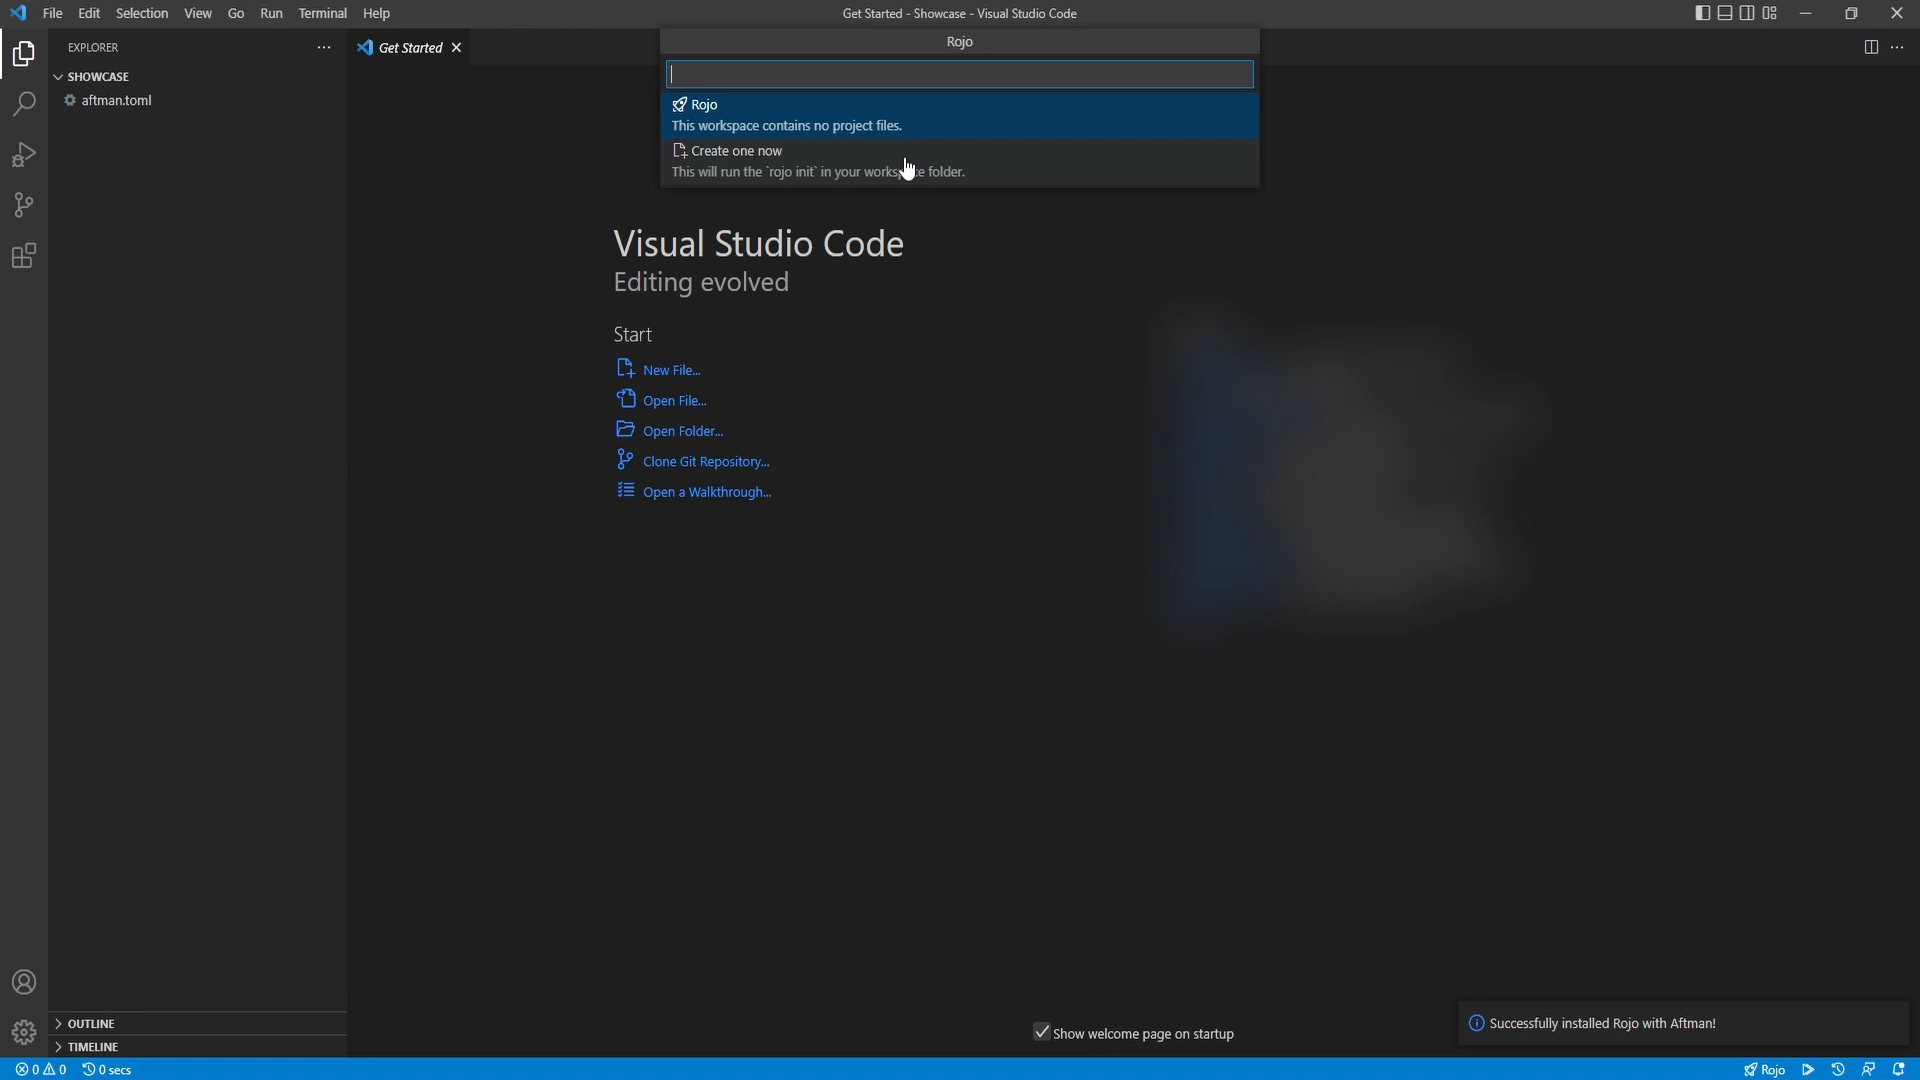 File Edit Selection View Go Run Terminal Help
Get Started - Showcase - Visual Studio Code
EXPLORER
Get Started
Rojo
SHOWCASE
aftman.toml
Rojo
This workspace contains no project files.
Create one now
This will run the `rojo init` in your folder.
Visual Studio Code
Editing evolved
Start
New File...
Open File...
Open Folder...
Clone Git Repository...
Open a Walkthrough...
OUTLINE
TIMELINE
Show welcome page on startup
Successfully installed Rojo with Aftman!
0 0 0 secs
Rojo